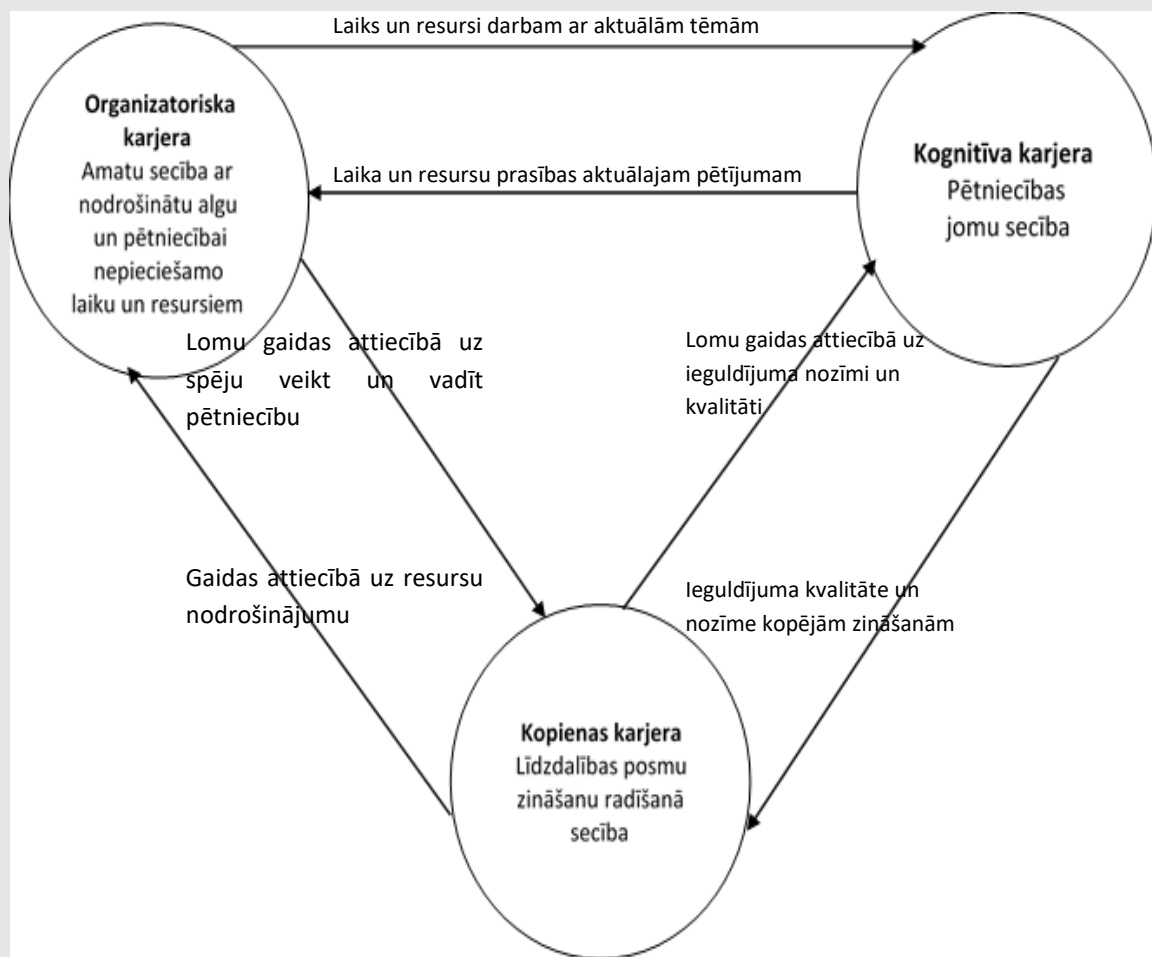 Laiks un resursi darbam ar aktuālām tēmām
Organizatoriska
karjera
Amatu secība ar
nodrošinātu algu
un pētniecībai
nepieciešamo
laiku un resursiem
Laika un resursu prasības aktuālajam pētījumam
Kognitīva karjera
Pētniecības
jomu secība
Lomu gaidas attiecībā uz
spēju veikt un vadīt
pētniecību
Lomu gaidas attiecībā uz
ieguldījuma nozīmi un
kvalitāti
Gaidas attiecībā uz resursu
nodrošinājumu
Ieguldījuma kvalitāte un
nozīme kopējām zināšanām
Kopienas karjera
Līdzdalības posmu
zināšanu radīšanā
secība